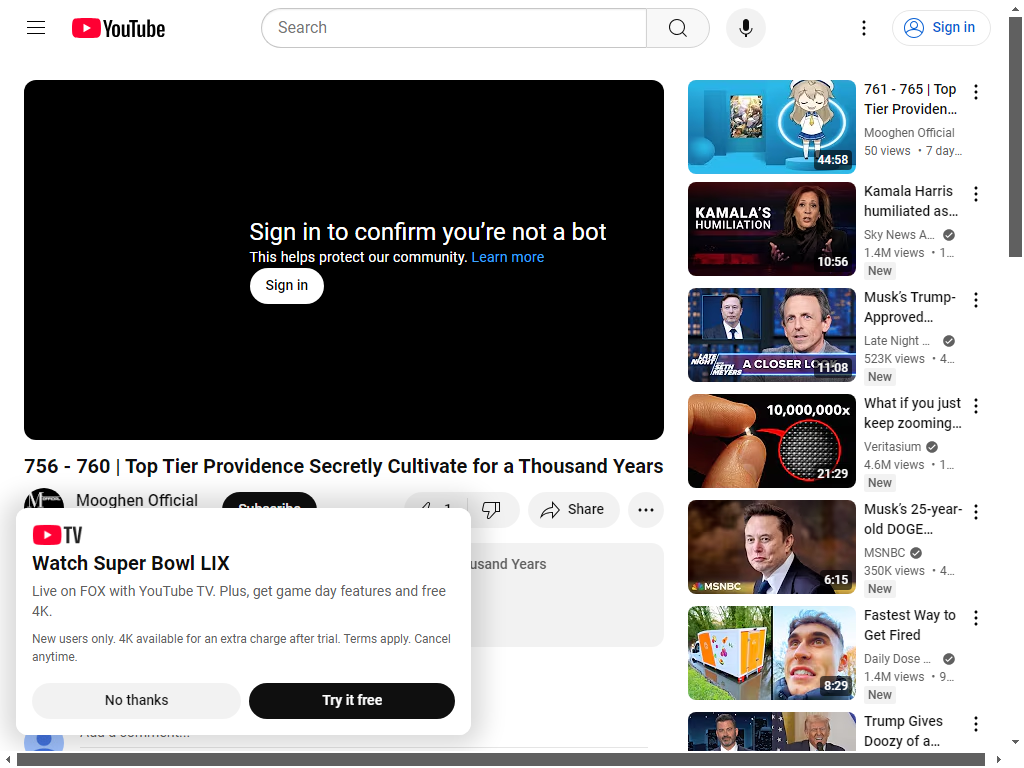 YouTube
Search
Sign in
Sign in to confirm you're not a bot
This helps protect our community. Learn more
Sign in
756 - 760 | Top Tier Providence Secretly Cultivate for a Thousand Years
Mooghen Official
Subscribe
1
Share
usand Years
TV
Watch Super Bowl LIX
Live on FOX with YouTube TV. Plus, get game day features and free
4K.
New users only. 4K available for an extra charge after trial. Terms apply. Cancel
anytime.
No thanks
Try it free
Add a comment...
44:58
761 - 765 | Top
Tier Providen...
Mooghen Official
50 views • 7 day...
KAMALA'S
HUMILIATION
10:56
Kamala Harris
humiliated as...
Sky News A...
1.4M views • 1...
New
LATE
NIGHT
SETH
MEYERS
A CLOSER LOOK
11:08
Musk's Trump-
Approved...
Late Night ...
523K views • 4...
New
10,000,000x
21:29
What if you just
keep zooming...
Veritasium
4.6M views • 1...
New
MSNBC
6:15
Musk's 25-year-
old DOGE...
MSNBC
350K views • 4...
New
8:29
Fastest Way to
Get Fired
Daily Dose ...
1.4M views • 9...
New
Trump Gives
Doozy of a...